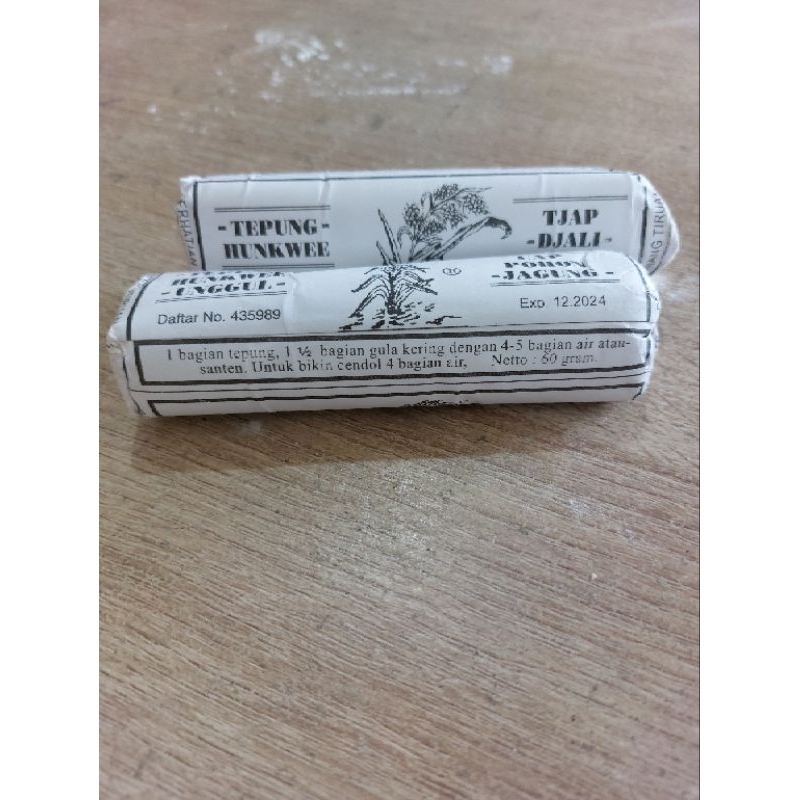 - TEPUNG -
HUNKWEE
TJAP
- DJALI -
HUNKWEE
- UNGGUL -
CAP
POHON
- JAGUNG -
®
Daftar No. 435989
Exp. 12.2024
1 bagian tepung, 1 ½ bagian gula kering dengan 4-5 bagian air atau-
santen. Untuk bikin cendol 4 bagian air, Netto : 60 gram.